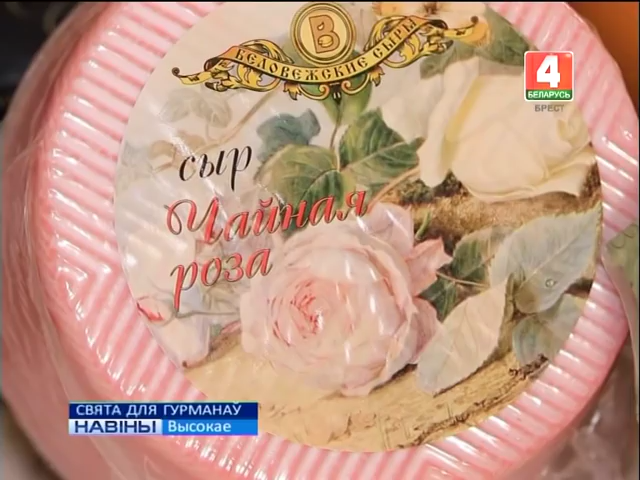 В
БЕЛОВЕЖСКИЕ СЫРЫ
4
БЕЛАРУСЬ
БРЕСТ
сыр
Чайная
роза
СВЯТА ДЛЯ ГУРМАНАЎ
НАВІНЫ Высокае